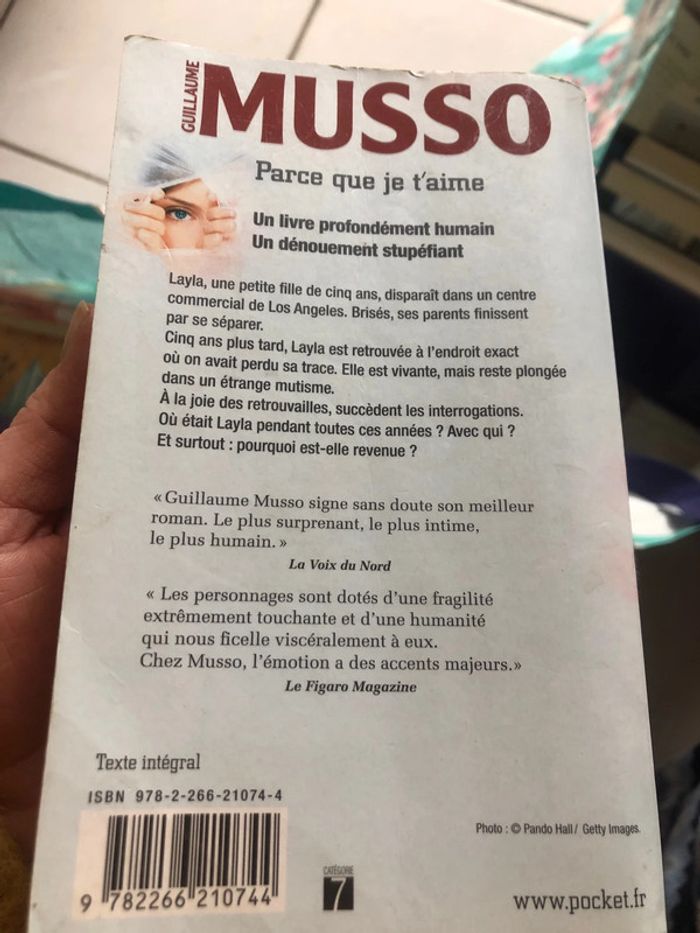 GUILLAUME
MUSSO
Parce que je t'aime
Un livre profondément humain
Un dénouement stupéfiant
Layla, une petite fille de cinq ans, disparaît dans un centre
commercial de Los Angeles. Brisés, ses parents finissent
par se séparer.
Cinq ans plus tard, Layla est retrouvée à l'endroit exact
où on avait perdu sa trace. Elle est vivante, mais reste plongée
dans un étrange mutisme.
À la joie des retrouvailles, succèdent les interrogations.
Où était Layla pendant toutes ces années ? Avec qui ?
Et surtout : pourquoi est-elle revenue ?
« Guillaume Musso signe sans doute son meilleur
roman. Le plus surprenant, le plus intime,
le plus humain. »
La Voix du Nord
« Les personnages sont dotés d'une fragilité
extrêmement touchante et d'une humanité
qui nous ficelle viscéralement à eux.
Chez Musso, l'émotion a des accents majeurs.»
Le Figaro Magazine
Texte intégral
ISBN 978-2-266-21074-4
Photo : © Pando Hall / Getty Images.
CATÉGORIE
7
9 782266 210744
www.pocket.fr